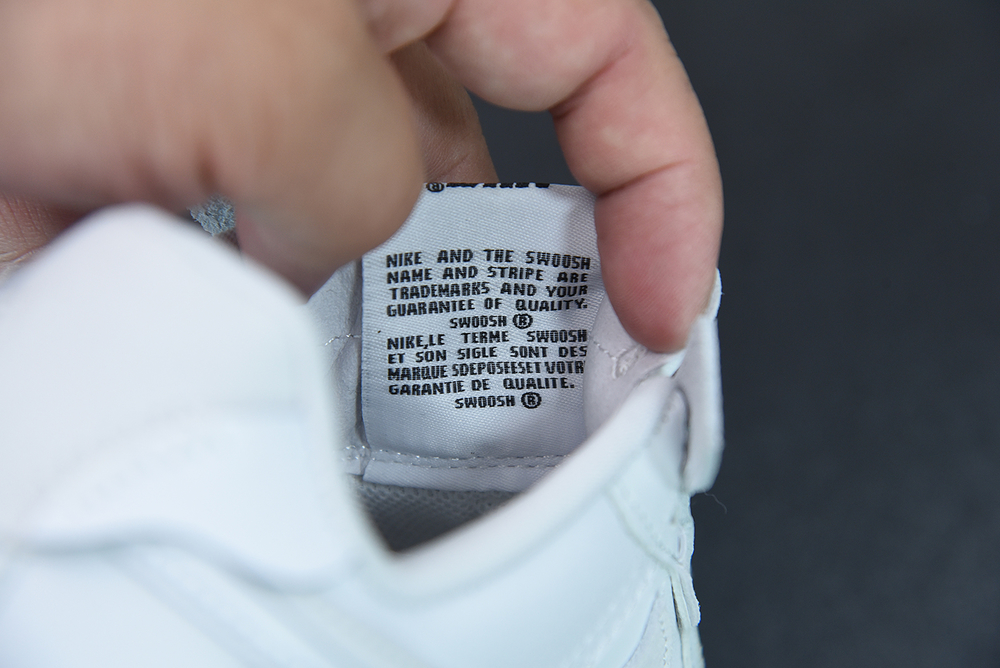 NIKE AND THE SWOOSH
NAME AND STRIPE ARE
TRADEMARKS AND YOUR
GUARANTEE OF QUALITY.
SWOOSH ®
NIKE,LE TERME SWOOSH
ET SON SIGLE SONT DES
MARQUE SDEPOSEESET VOTR
GARANTIE DE QUALITE.
SWOOSH ®